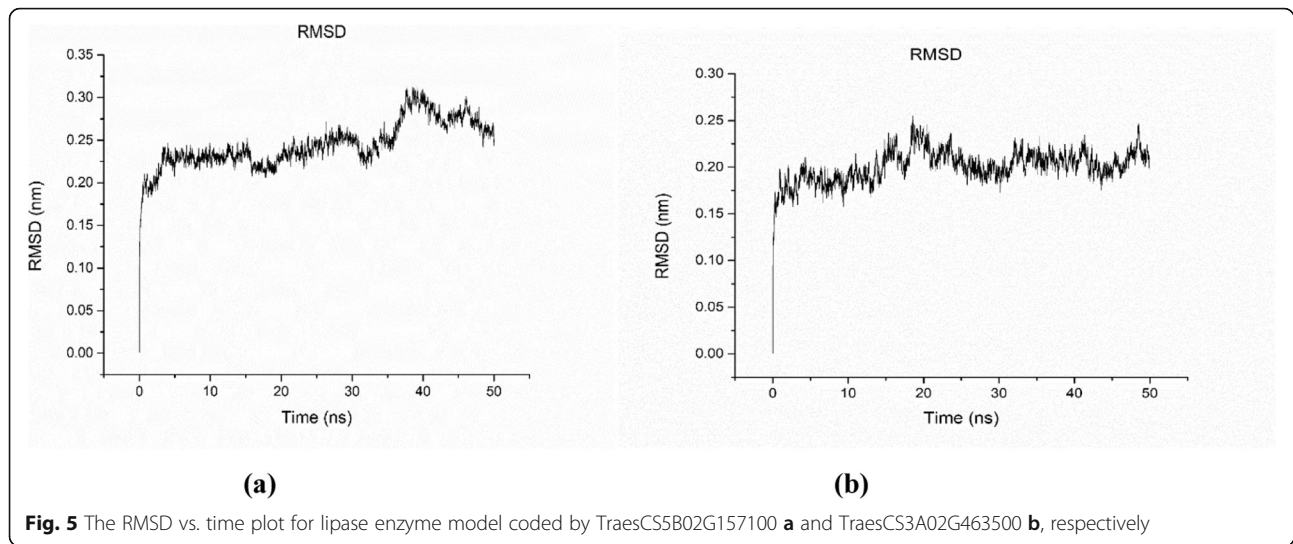 RMSD
0.35
0.30
0.25
0.20
0.15
0.10
0.05
0.00
RMSD (nm)
0 10 20 30 40 50
Time (ns)
(a)
RMSD
0.30
0.25
0.20
0.15
0.10
0.05
0.00
RMSD (nm)
0 10 20 30 40 50
Time (ns)
(b)
Fig. 5 The RMSD vs. time plot for lipase enzyme model coded by TraesCS5B02G157100 a and TraesCS3A02G463500 b, respectively